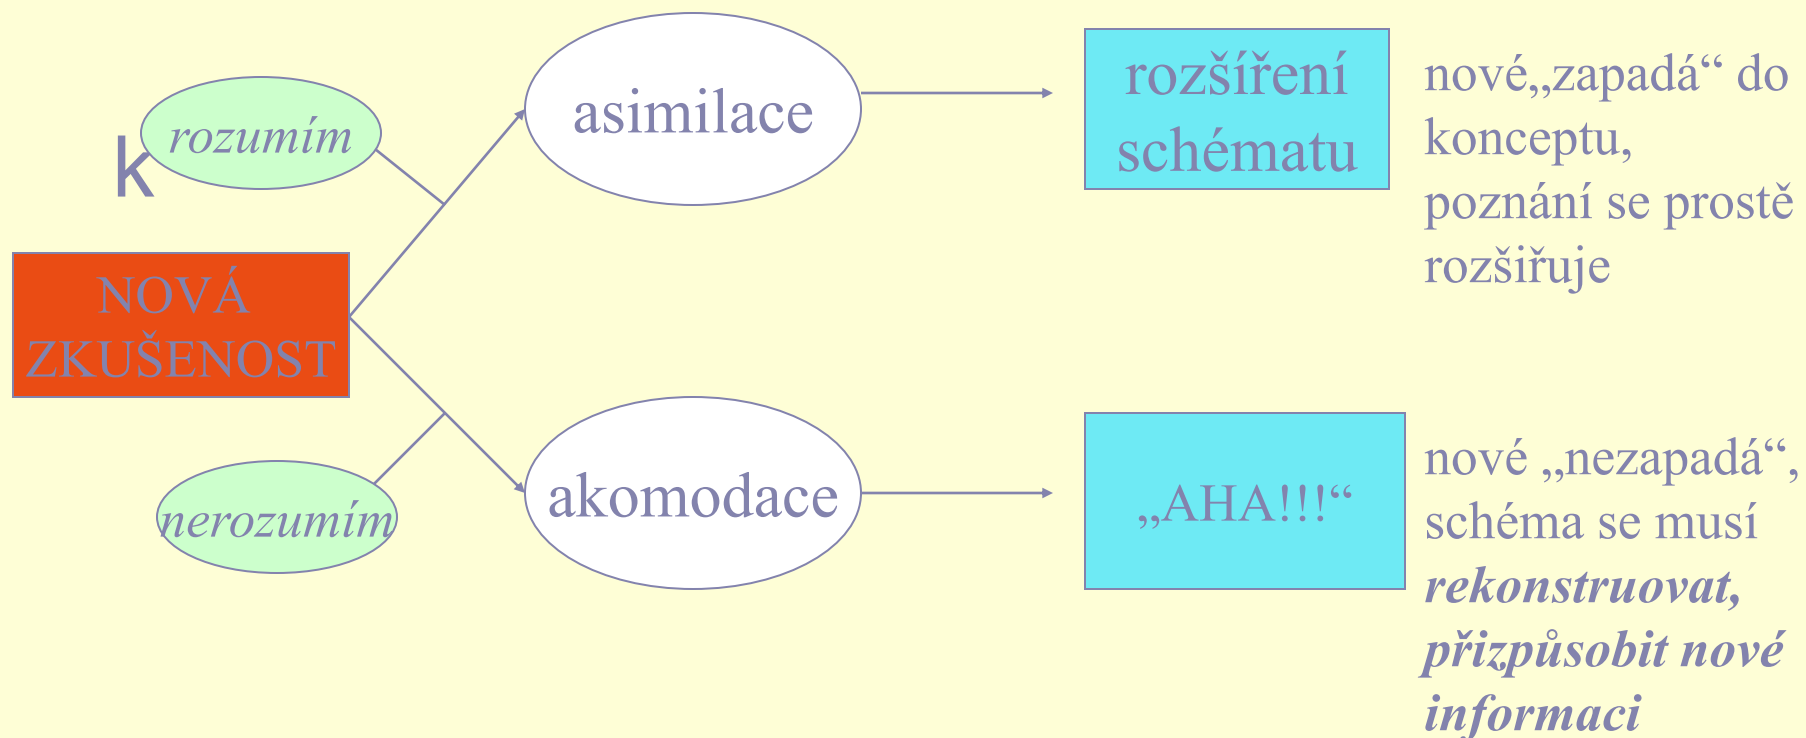 k
rozumím
NOVÁ
ZKUŠENOST
nerozumím
asimilace
rozšíření
schématu
nové„zapadá“ do
konceptu,
poznání se prostě
rozšiřuje
akomodace
„AHA!!!“
nové „nezapadá“,
schéma se musí
rekonstruovat,
přizpůsobit nové
informaci